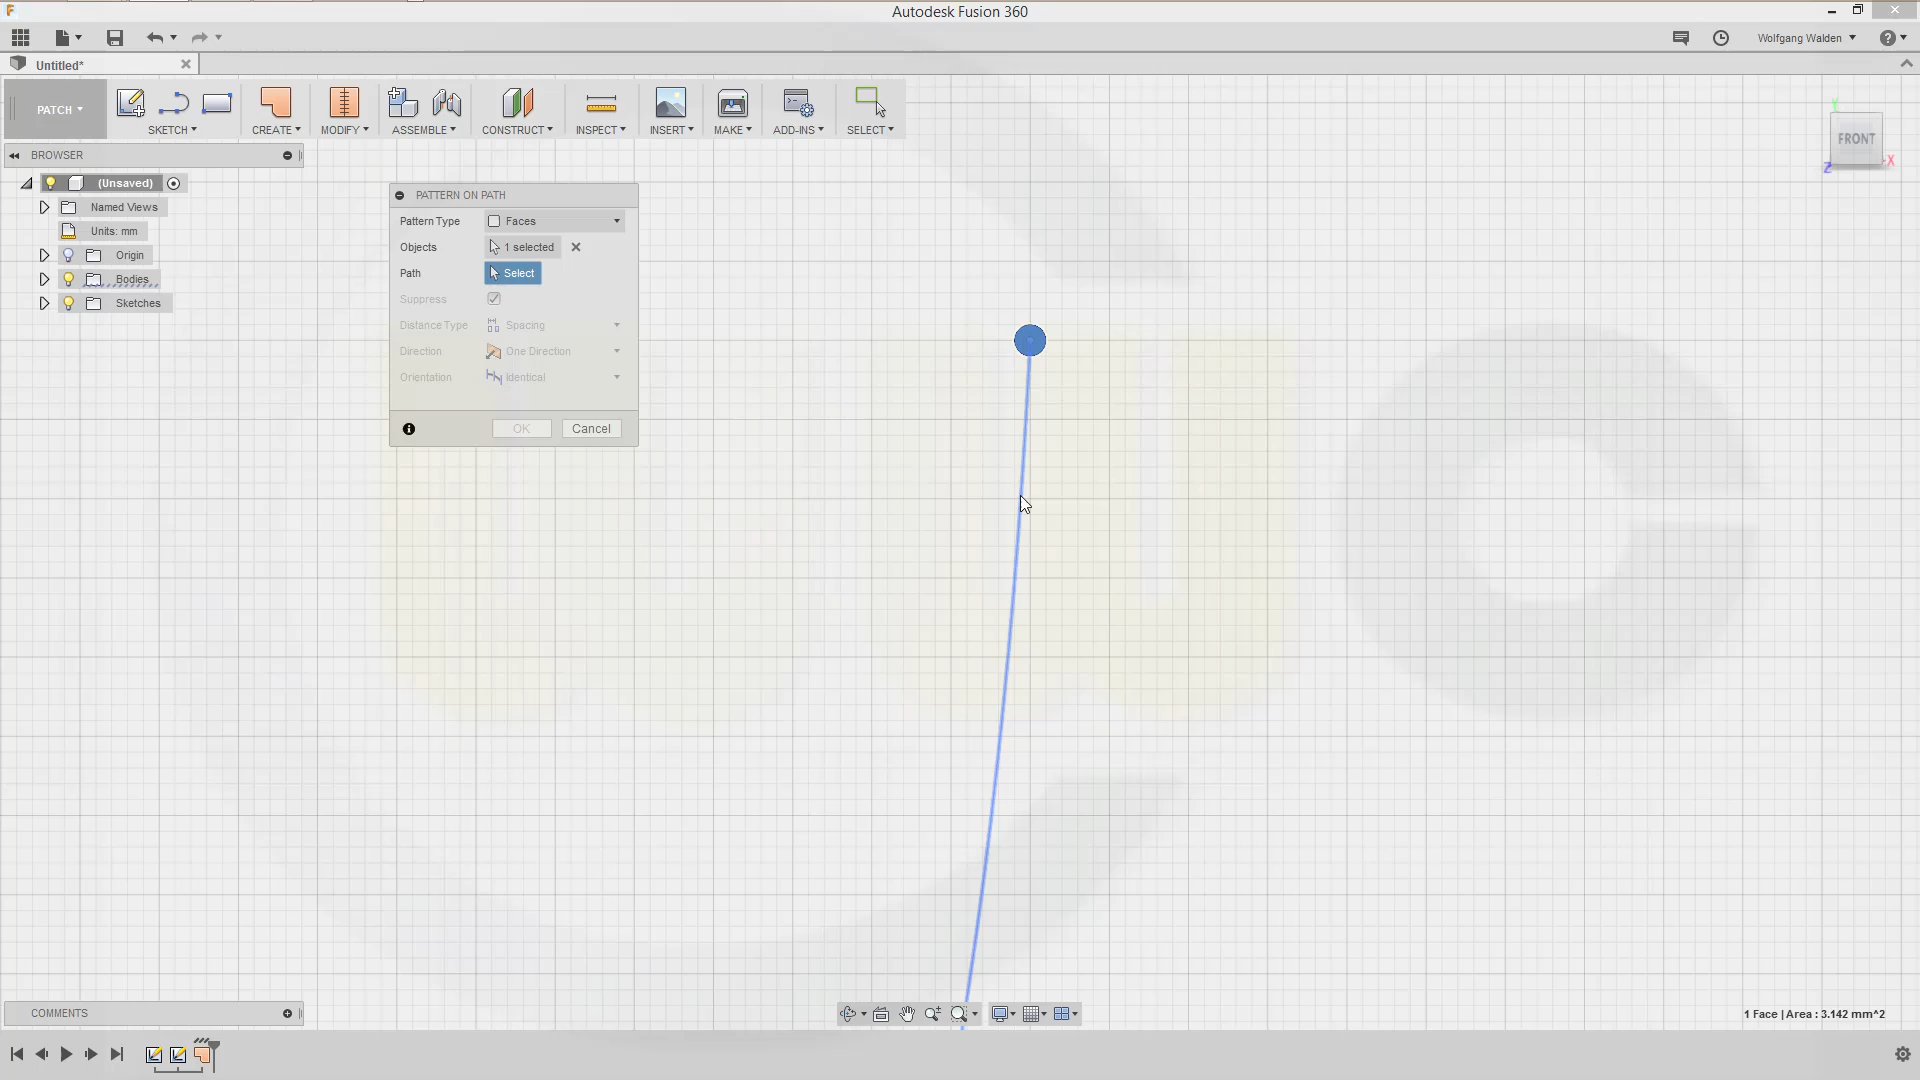 Autodesk Fusion 360
Wolfgang Walden
Untitled*
PATCH
SKETCH
CREATE
MODIFY
ASSEMBLE
CONSTRUCT
INSPECT
INSERT
MAKE
ADD-INS
SELECT
FRONT
Y
X
Z
BROWSER
(Unsaved)
Named Views
Units: mm
Origin
Bodies
Sketches
PATTERN ON PATH
Pattern Type Faces
Objects 1 selected
Path Select
Suppress
Distance Type Spacing
Direction One Direction
Orientation Identical
OK Cancel
COMMENTS
1 Face | Area : 3.142 mm^2